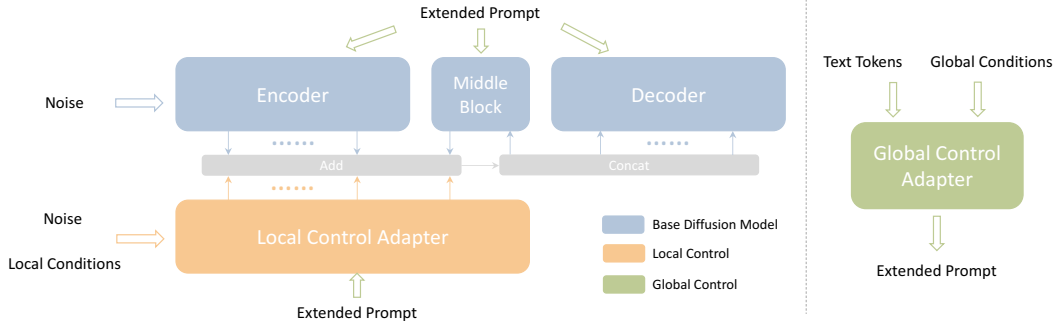 Extended Prompt
Noise
Encoder
Middle
Block
Decoder
Add
Concat
Noise
Local Conditions
Local Control Adapter
Extended Prompt
Base Diffusion Model
Local Control
Global Control
Text Tokens
Global Conditions
Global Control
Adapter
Extended Prompt